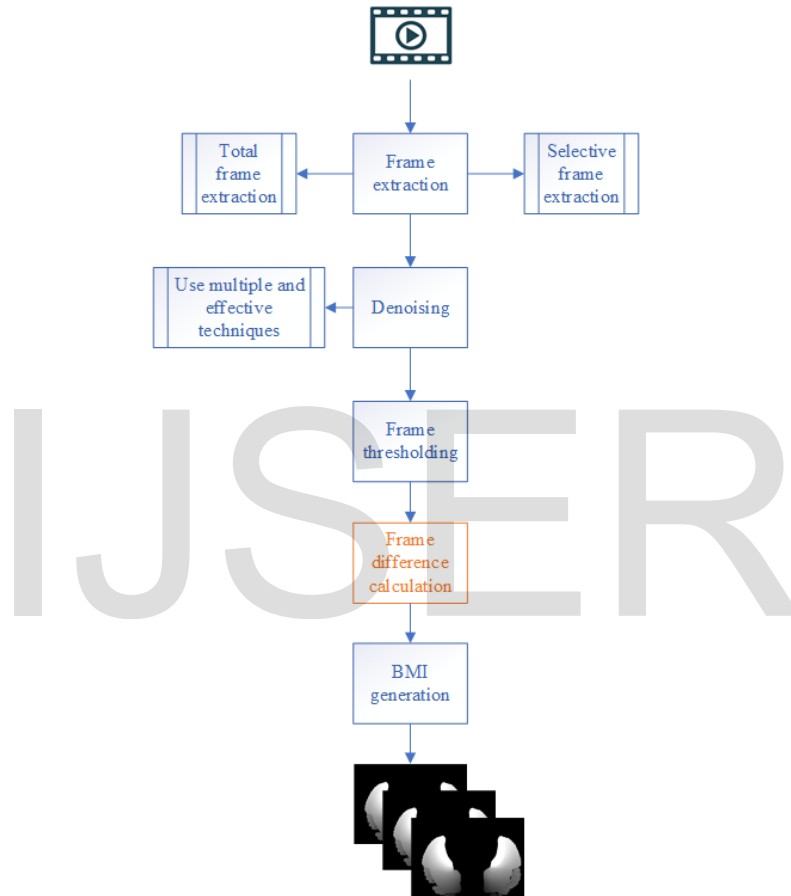 Total
frame
extraction
Frame
extraction
Selective
frame
extraction
Use multiple and
effective
techniques
Denoising
IJSER
Frame
thresholding
Frame
difference
calculation
BMI
generation